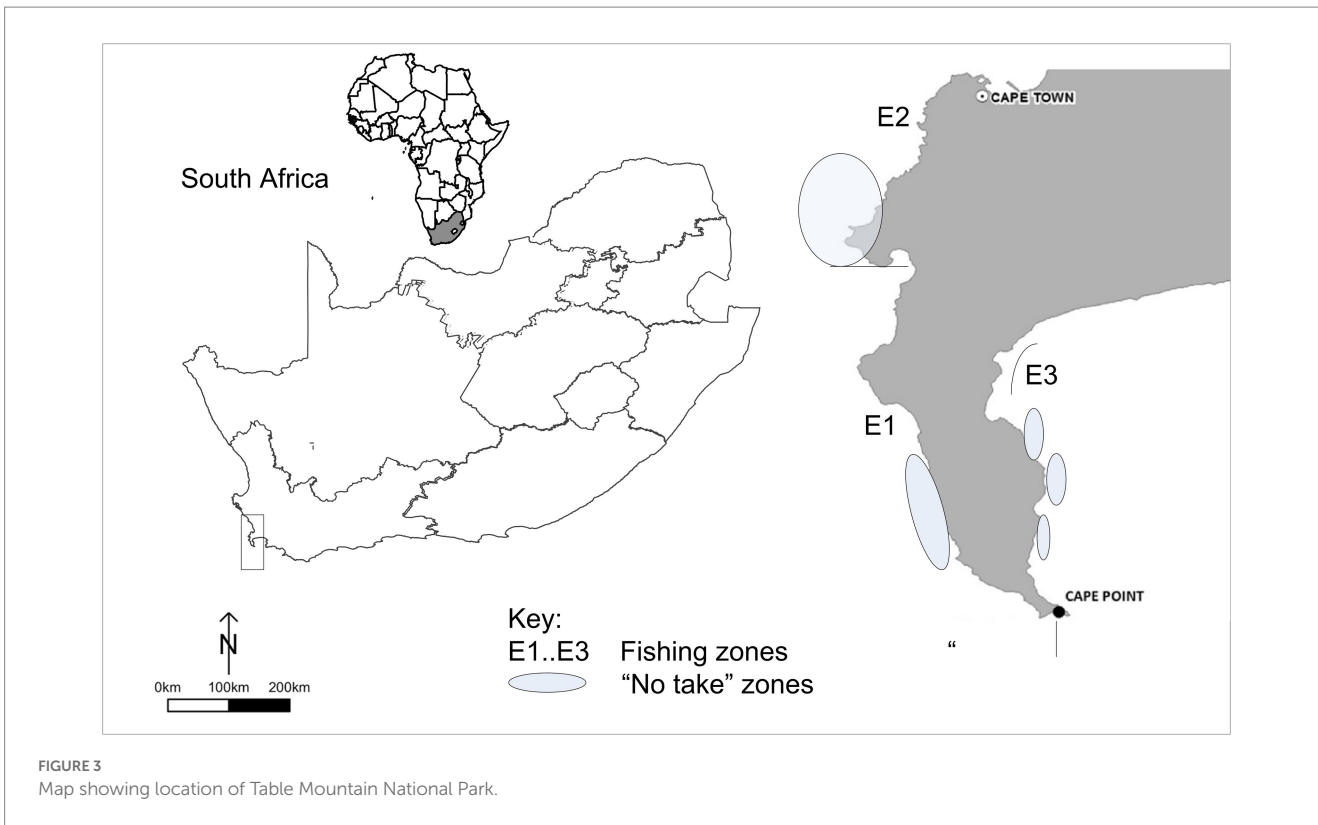 South Africa
CAPE TOWN
E2
E3
E1
CAPE POINT
N
0km 100km 200km
Key:
E1..E3 Fishing zones
“
“No take” zones
FIGURE 3
Map showing location of Table Mountain National Park.